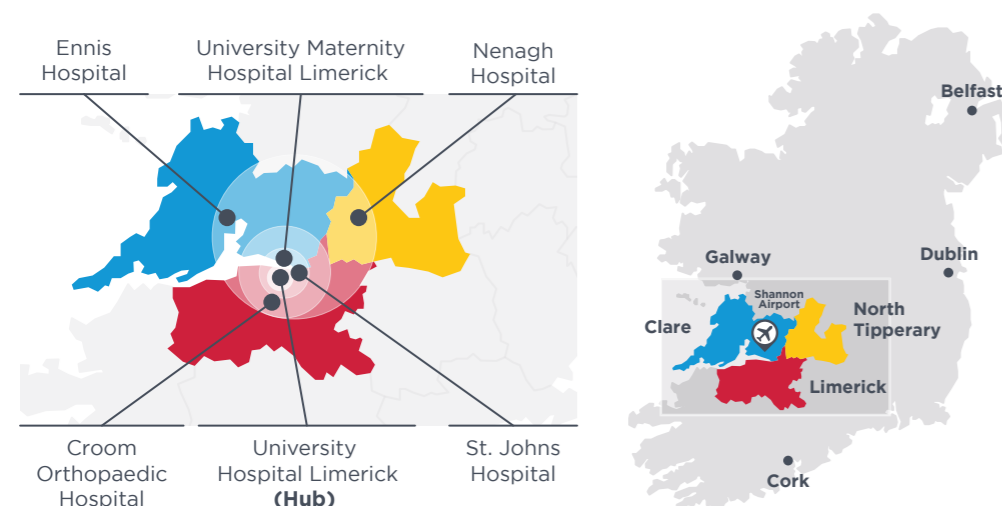 Ennis
Hospital
University Maternity
Hospital Limerick
Nenagh
Hospital
Croom
Orthopaedic
Hospital
University
Hospital Limerick
(Hub)
St. Johns
Hospital
Belfast
Dublin
Galway
Shannon
Airport
Clare
North
Tipperary
Limerick
Cork